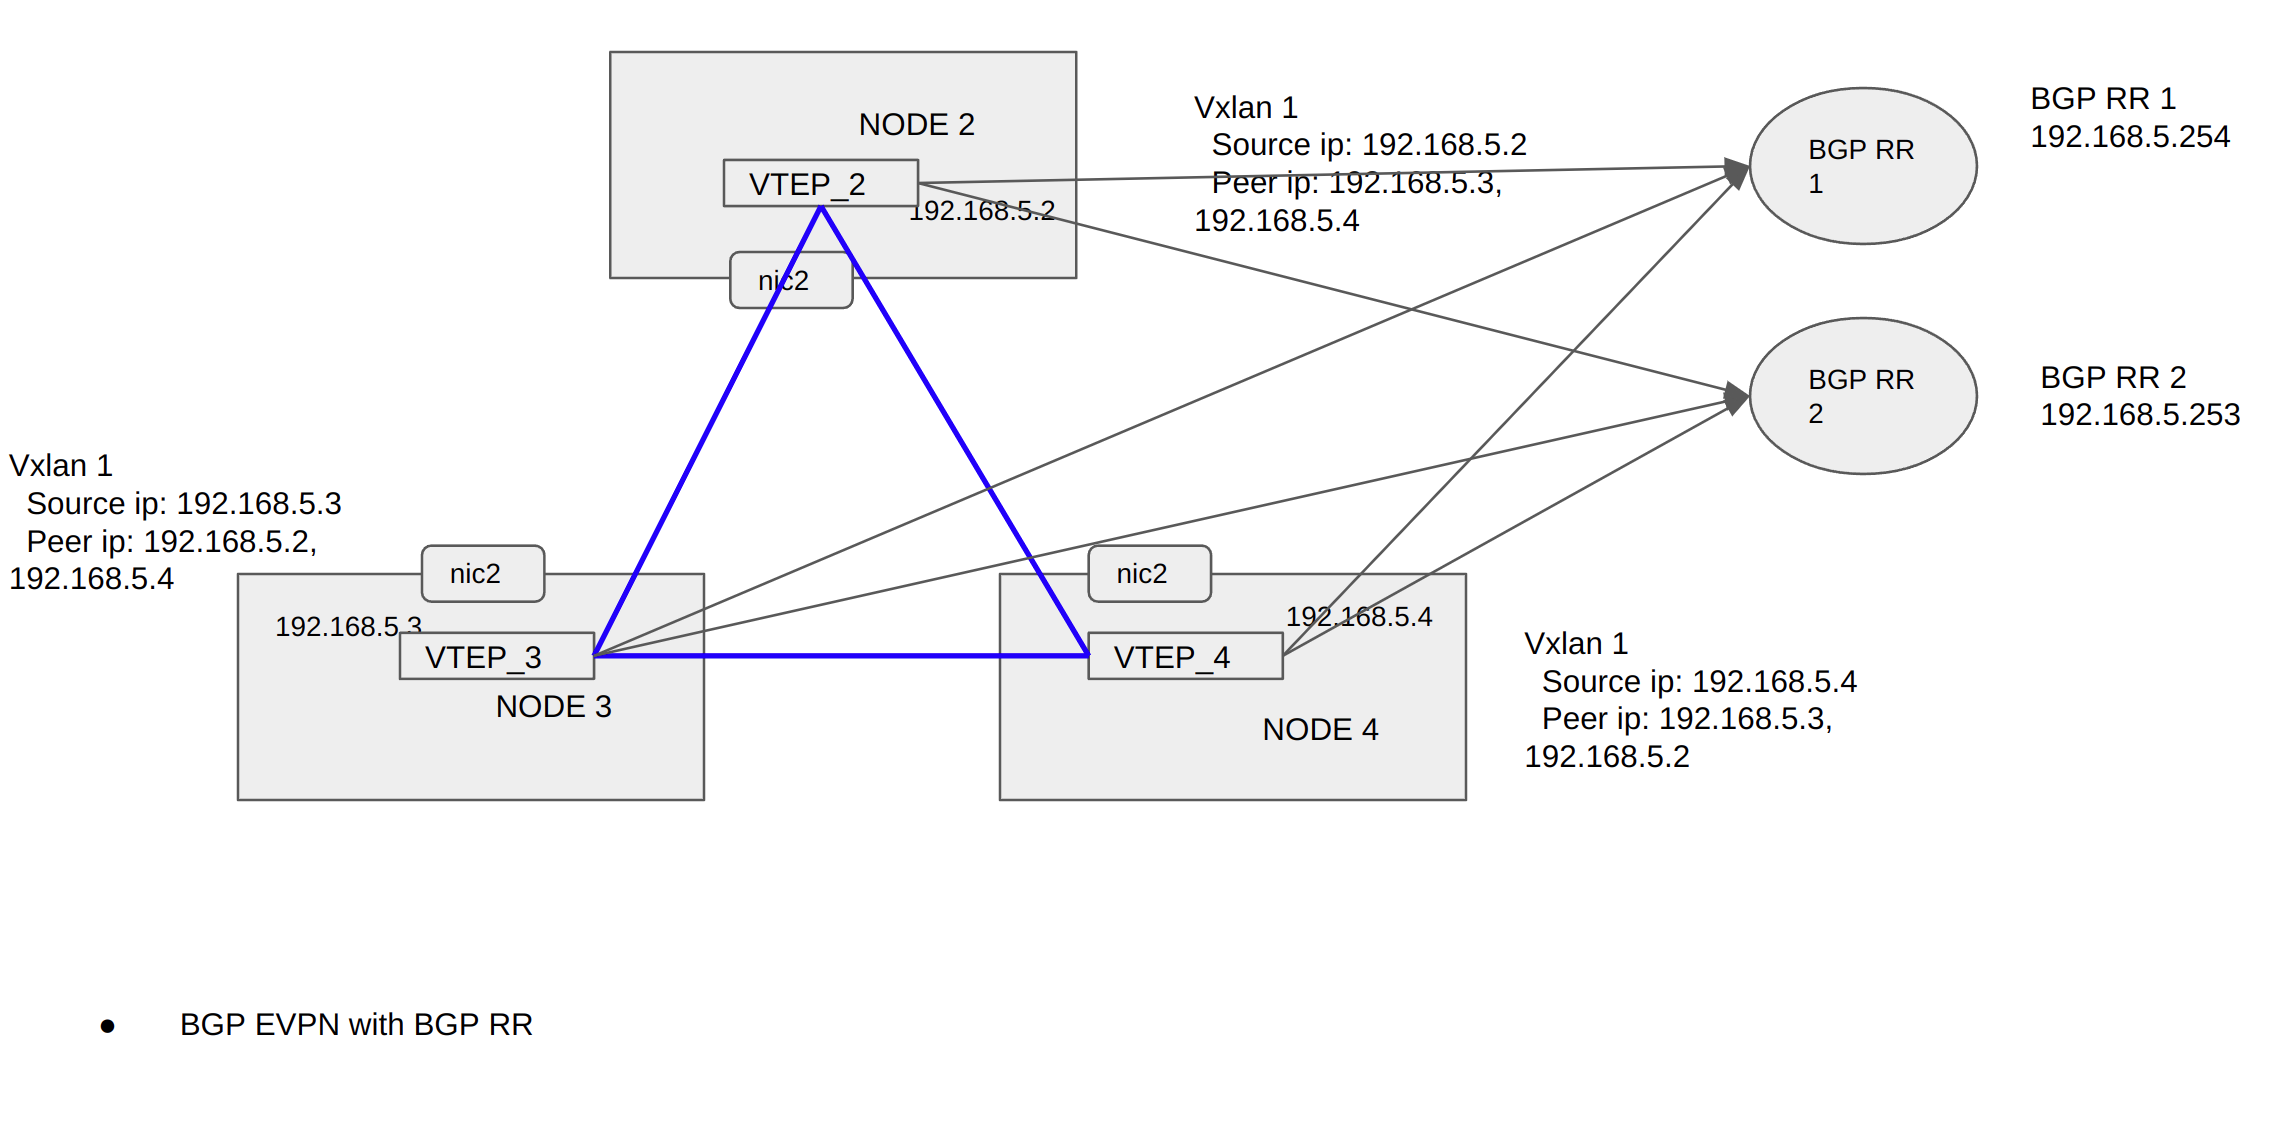 NODE 2
VTEP_2
192.168.5.2
nic2
Vxlan 1
Source ip: 192.168.5.2
Peer ip: 192.168.5.3,
192.168.5.4
BGP RR
1
BGP RR 1
192.168.5.254
BGP RR
2
BGP RR 2
192.168.5.253
Vxlan 1
Source ip: 192.168.5.3
Peer ip: 192.168.5.2,
192.168.5.4
nic2
192.168.5.3
VTEP_3
NODE 3
nic2
192.168.5.4
VTEP_4
NODE 4
Vxlan 1
Source ip: 192.168.5.4
Peer ip: 192.168.5.3,
192.168.5.2
● BGP EVPN with BGP RR